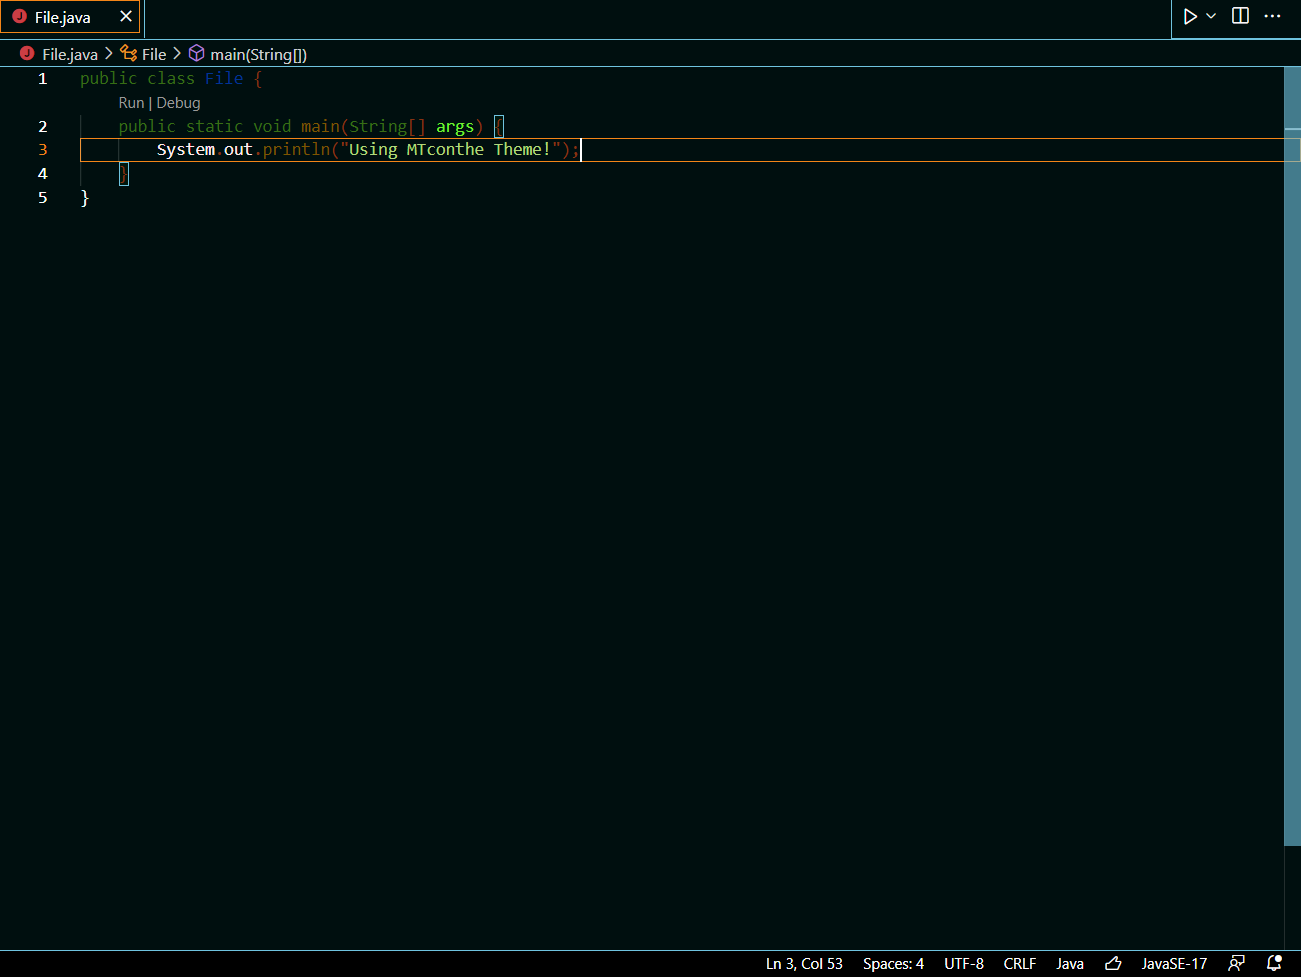 File.java
File.java File main(String[])
1 public class File {
Run | Debug
2 public static void main(String[] args) {
3 System.out.println("Using MTconthe Theme!");
4 }
5 }
Ln 3, Col 53 Spaces: 4 UTF-8 CRLF Java JavaSE-17